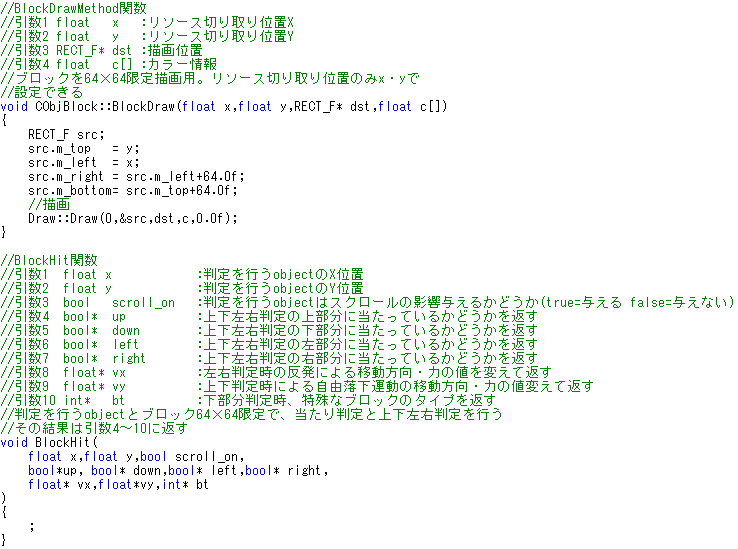 //BlockDrawMethod関数
//引数1 float   x   :リソース切り取り位置X
//引数2 float   y   :リソース切り取り位置Y
//引数3 RECT_F* dst :描画位置
//引数4 float   c[] :カラー情報
//ブロックを64×64限定描画用。リソース切り取り位置のみx・yで
//設定できる
void CObjBlock::BlockDraw(float x,float y,RECT_F* dst,float c[])
{
    RECT_F src;
    src.m_top   = y;
    src.m_left  = x;
    src.m_right = src.m_left+64.0f;
    src.m_bottom= src.m_top+64.0f;
    //描画
    Draw::Draw(0,&src,dst,c,0.0f);
}

//BlockHit関数
//引数1  float x            :判定を行うobjectのX位置
//引数2  float y            :判定を行うobjectのY位置
//引数3  bool   scroll_on   :判定を行うobjectはスクロールの影響与えるかどうか(true=与える false=与えない)
//引数4  bool*  up          :上下左右判定の上部分に当たっているかどうかを返す
//引数5  bool*  down        :上下左右判定の下部分に当たっているかどうかを返す
//引数6  bool*  left        :上下左右判定の左部分に当たっているかどうかを返す
//引数7  bool*  right       :上下左右判定の右部分に当たっているかどうかを返す
//引数8  float* vx          :左右判定時の反発による移動方向・力の値を変えて返す
//引数9  float* vy          :上下判定時による自由落下運動の移動方向・力の値変えて返す
//引数10 int*   bt          :下部分判定時、特殊なブロックのタイプを返す
//判定を行うobjectとブロック64×64限定で、当たり判定と上下左右判定を行う
//その結果は引数4～10に返す
void BlockHit(
    float x,float y,bool scroll_on,
    bool*up, bool* down,bool* left,bool* right,
    float* vx,float*vy,int* bt
)
{
    ;
}